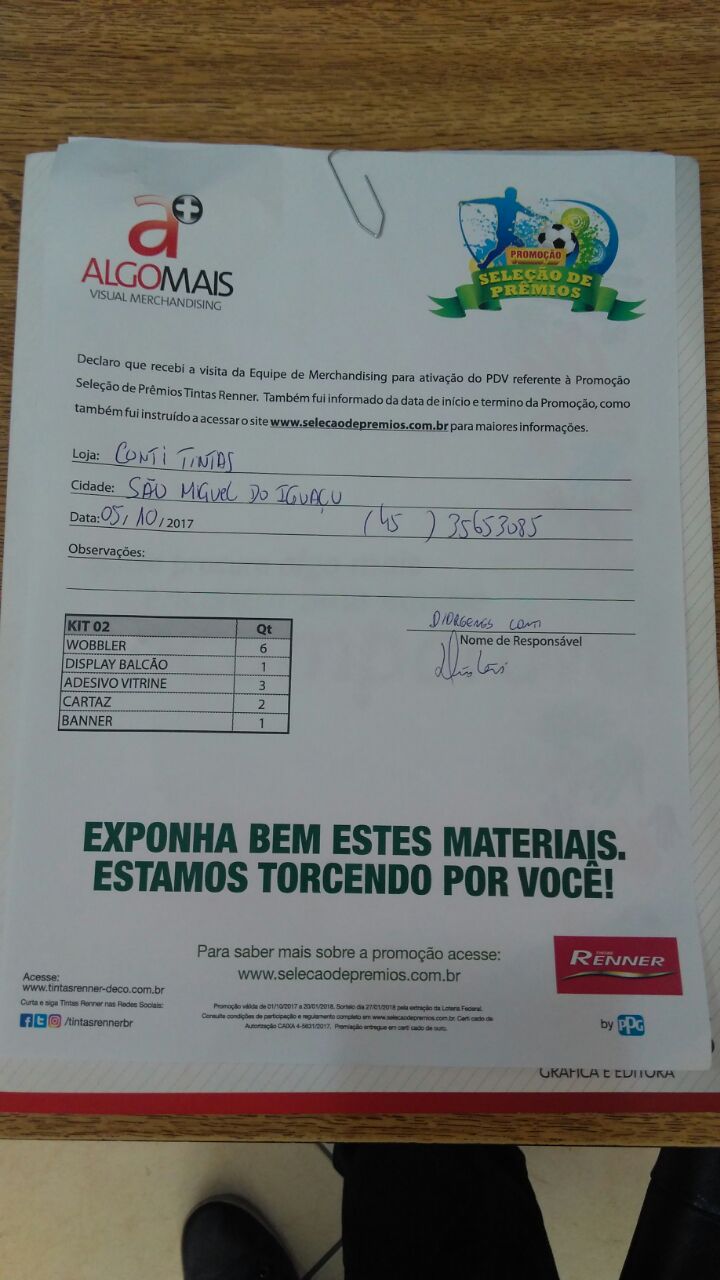 a+
ALGOMAIS
VISUAL MERCHANDISING
PROMOÇÃO
SELEÇÃO DE
PRÊMIOS
Declaro que recebi a visita da Equipe de Merchandising para ativação do PDV referente à Promoção
Seleção de Prêmios Tintas Renner. Também fui informado da data de início e termino da Promoção, como
também fui instruído a acessar o site www.selecaodepremios.com.br para maiores informações.
Loja: CONTI TINTAS
Cidade: SÃO MIGUEL DO IGUAÇU
Data: 05/10/2017 (45) 35653085
Observações:
KIT 02 Qt
WOBBLER 6
DISPLAY BALCÃO 1
ADESIVO VITRINE 3
CARTAZ 2
BANNER 1
DIORGENES CONTI
Nome de Responsável
EXPONHA BEM ESTES MATERIAIS.
ESTAMOS TORCENDO POR VOCÊ!
Para saber mais sobre a promoção acesse:
www.selecaodepremios.com.br
Acesse:
www.tintasrenner-deco.com.br
Curta e siga Tintas Renner nas Redes Sociais:
/tintasrennerbr
Promoção válida de 01/10/2017 a 20/01/2018. Sorteio dia 27/01/2018 pela extração da Loteria Federal.
Consulte condições de participação e regulamento completo em www.selecaodepremios.com.br. Certi cado de
Autorização CAIXA 4-5631/2017. Premiação entregue em certi cado de ouro.
TINTAS
RENNER
by PPG
GRÁFICA E EDITORA